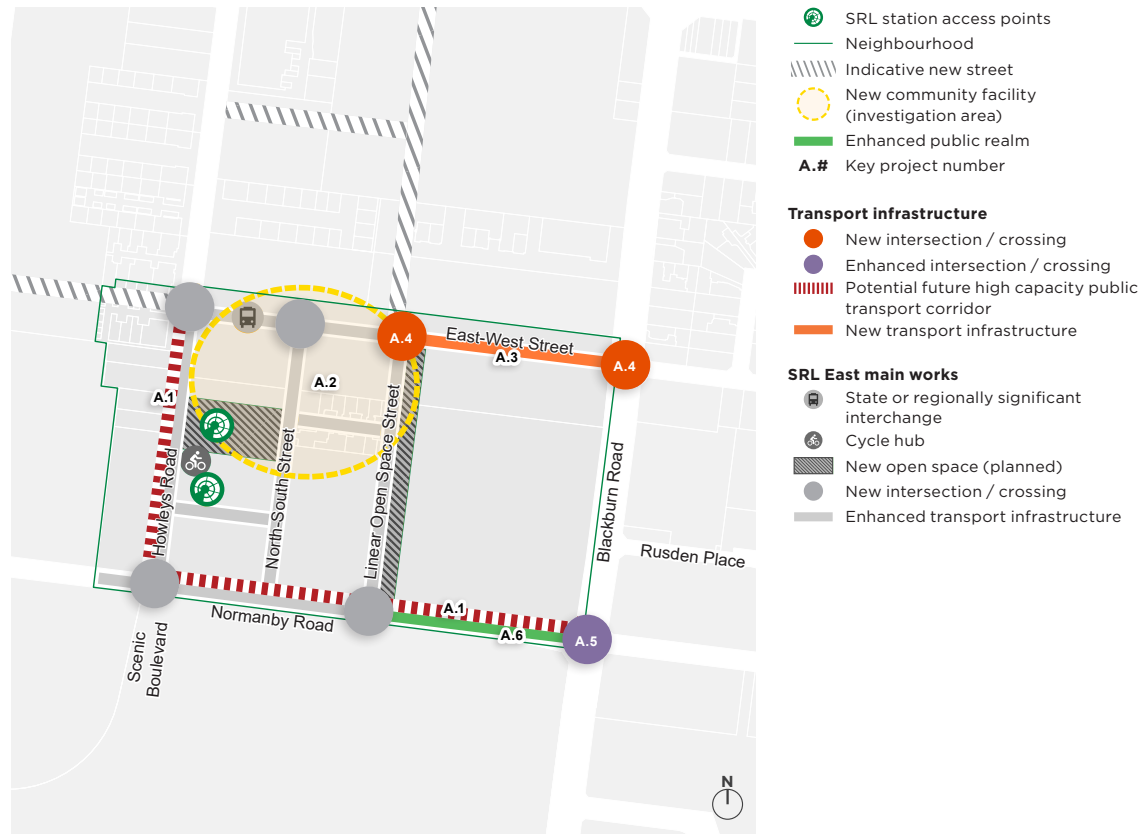 SRL station access points
Neighbourhood
Indicative new street
New community facility
(investigation area)
Enhanced public realm
A.# Key project number
Transport infrastructure
New intersection / crossing
Enhanced intersection / crossing
Potential future high capacity public
transport corridor
New transport infrastructure
SRL East main works
State or regionally significant
interchange
Cycle hub
New open space (planned)
New intersection / crossing
Enhanced transport infrastructure
A.4
East-West Street
A.3
A.4
A.1
A.2
Howleys Road
North-South Street
Linear Open Space Street
Blackburn Road
Rusden Place
A.1
A.6
A.5
Normanby Road
Scenic
Boulevard
N